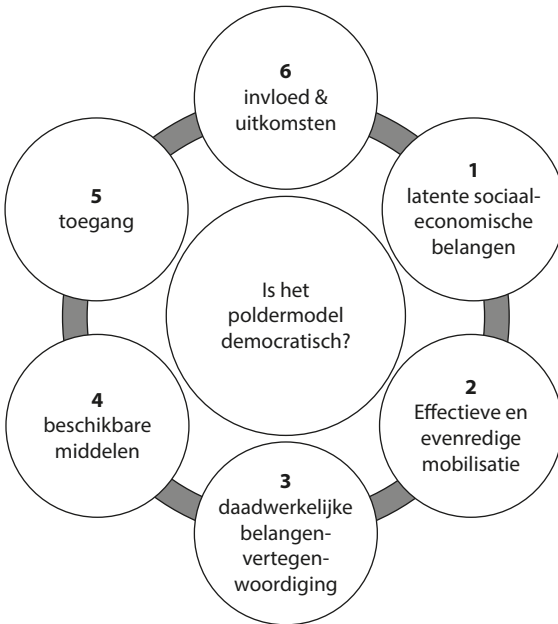 6
invloed &
uitkomsten
1
latente sociaal-
economische
belangen
5
toegang
Is het
poldermodel
democratisch?
2
Effectieve en
evenredige
mobilisatie
4
beschikbare
middelen
3
daadwerkelijke
belangen-
vertegen-
woordiging